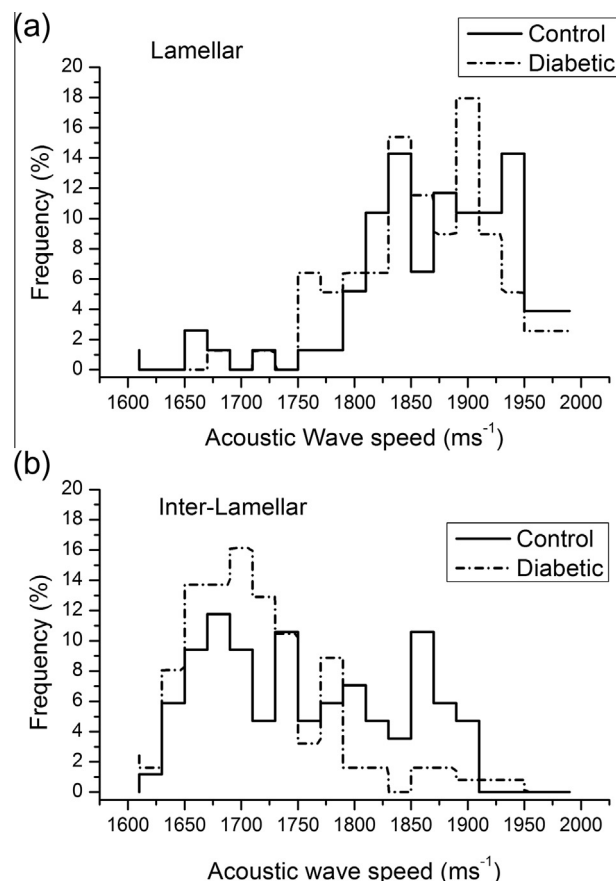 (a)
Lamellar
Control
Diabetic
20
18
16
14
12
10
8
6
4
2
0
Frequency (%)
1600 1650 1700 1750 1800 1850 1900 1950 2000
Acoustic Wave speed (ms⁻¹)
(b)
Inter-Lamellar
Control
Diabetic
20
18
16
14
12
10
8
6
4
2
0
Frequency (%)
1600 1650 1700 1750 1800 1850 1900 1950 2000
Acoustic wave speed (ms⁻¹)